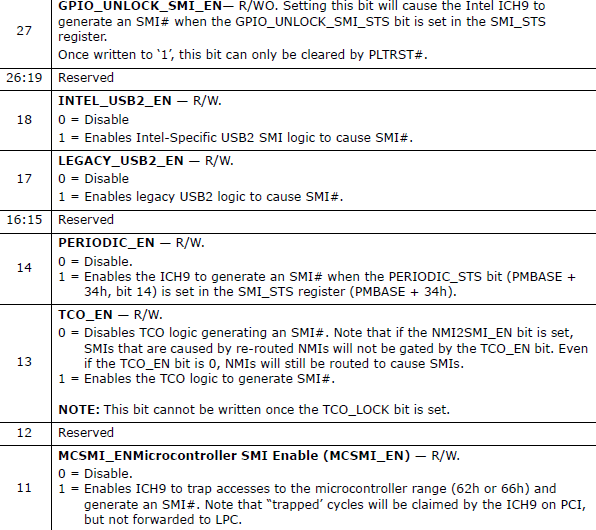 27
GPIO_UNLOCK_SMI_EN— R/WO. Setting this bit will cause the Intel ICH9 to
generate an SMI# when the GPIO_UNLOCK_SMI_STS bit is set in the SMI_STS
register.
Once written to ‘1’, this bit can only be cleared by PLTRST#.
26:19 Reserved
18
INTEL_USB2_EN — R/W.
0 = Disable
1 = Enables Intel-Specific USB2 SMI logic to cause SMI#.
17
LEGACY_USB2_EN — R/W.
0 = Disable
1 = Enables legacy USB2 logic to cause SMI#.
16:15 Reserved
14
PERIODIC_EN — R/W.
0 = Disable.
1 = Enables the ICH9 to generate an SMI# when the PERIODIC_STS bit (PMBASE +
34h, bit 14) is set in the SMI_STS register (PMBASE + 34h).
13
TCO_EN — R/W.
0 = Disables TCO logic generating an SMI#. Note that if the NMI2SMI_EN bit is set,
SMIs that are caused by re-routed NMIs will not be gated by the TCO_EN bit. Even
if the TCO_EN bit is 0, NMIs will still be routed to cause SMIs.
1 = Enables the TCO logic to generate SMI#.
NOTE: This bit cannot be written once the TCO_LOCK bit is set.
12 Reserved
11
MCSMI_ENMicrocontroller SMI Enable (MCSMI_EN) — R/W.
0 = Disable.
1 = Enables ICH9 to trap accesses to the microcontroller range (62h or 66h) and
generate an SMI#. Note that “trapped’ cycles will be claimed by the ICH9 on PCI,
but not forwarded to LPC.